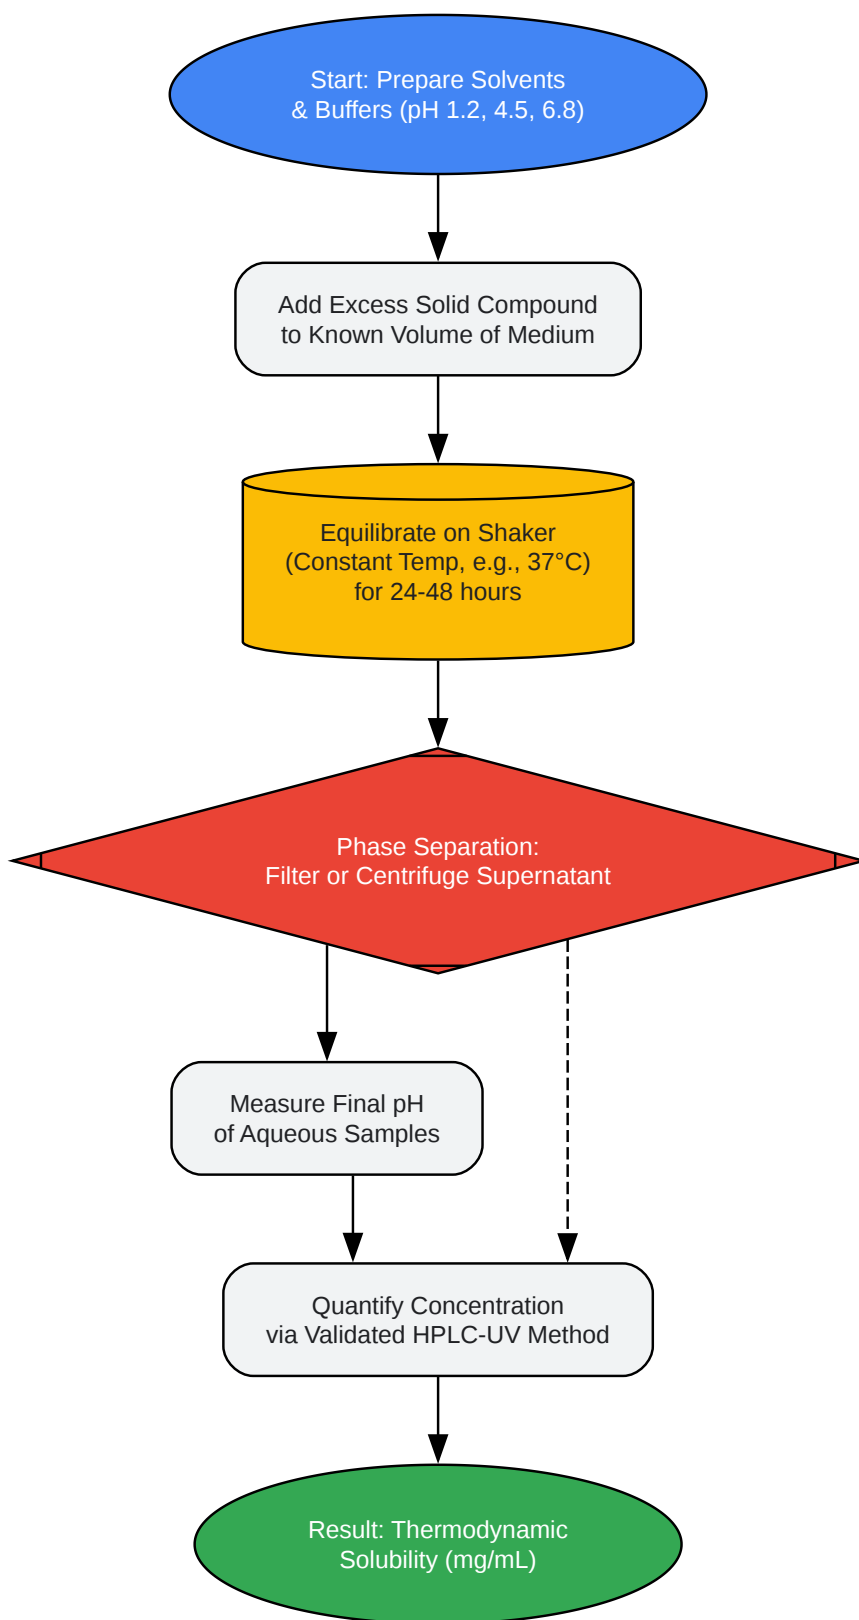 Start: Prepare Solvents
& Buffers (pH 1.2, 4.5, 6.8)
Add Excess Solid Compound
to Known Volume of Medium
Equilibrate on Shaker
(Constant Temp, e.g., 37°C)
for 24-48 hours
Phase Separation:
Filter or Centrifuge Supernatant
Measure Final pH
of Aqueous Samples
Quantify Concentration
via Validated HPLC-UV Method
Result: Thermodynamic
Solubility (mg/mL)